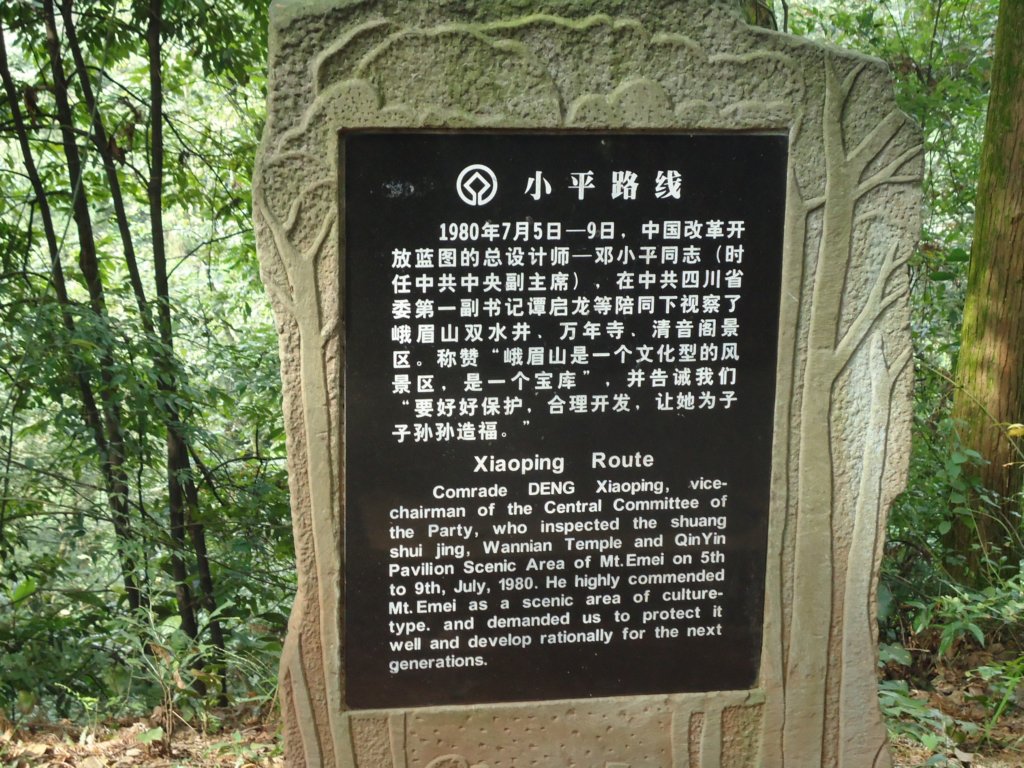 小平路线
1980年7月5日—9日，中国改革开
放蓝图的总设计师—邓小平同志（时
任中共中央副主席），在中共四川省
委第一副书记谭启龙等陪同下视察了
峨眉山双水井、万年寺、清音阁景
区。称赞“峨眉山是一个文化型的风
景区，是一个宝库”，并告诫我们
“要好好保护，合理开发，让她为子
子孙孙造福。”
Xiaoping Route
Comrade DENG Xiaoping, vice-
chairman of the Central Committee of
the Party, who inspected the shuang
shui jing, Wannian Temple and QinYin
Pavilion Scenic Area of Mt.Emei on 5th
to 9th, July, 1980. He highly commended
Mt.Emei as a scenic area of culture-
type. and demanded us to protect it
well and develop rationally for the next
generations.